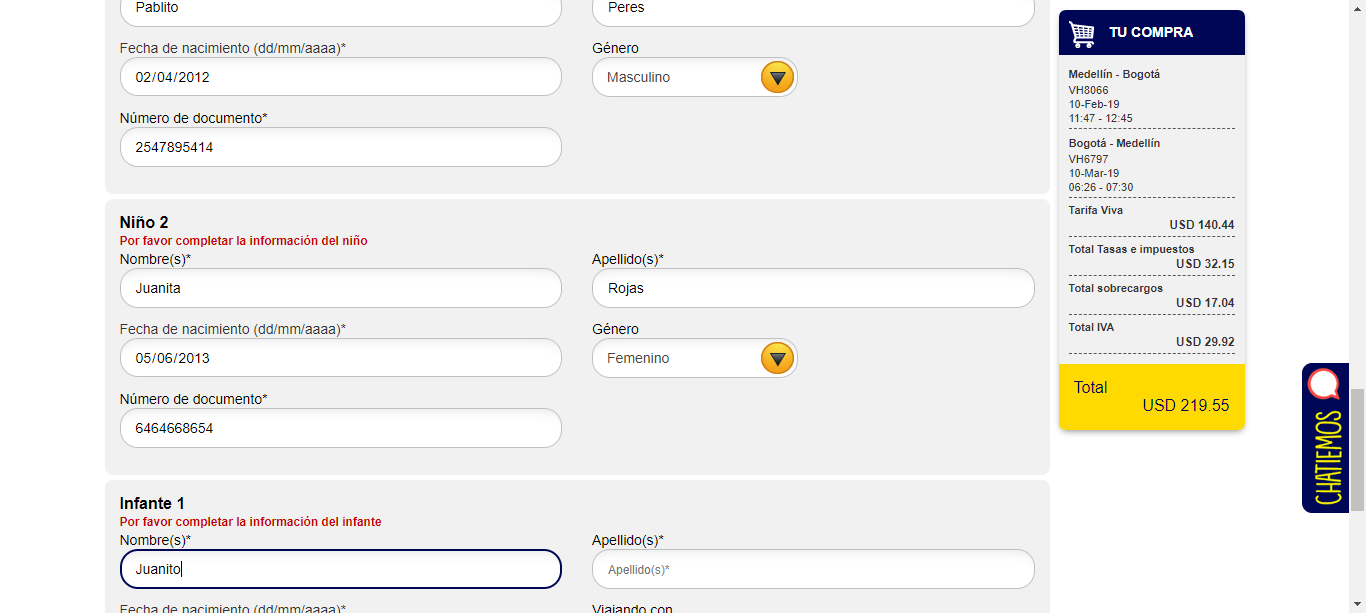 Pablito
Peres
Fecha de nacimiento (dd/mm/aaaa)*
Género
02/04/2012
Masculino
Número de documento*
2547895414
Niño 2
Por favor completar la información del niño
Nombre(s)*
Apellido(s)*
Juanita
Rojas
Fecha de nacimiento (dd/mm/aaaa)*
Género
05/06/2013
Femenino
Número de documento*
6464668654
Infante 1
Por favor completar la información del infante
Nombre(s)*
Apellido(s)*
Juanito
Apellido(s)*
Fecha de nacimiento (dd/mm/aaaa)*
Viajando con
TU COMPRA
Medellín - Bogotá
VH8066
10-Feb-19
11:47 - 12:45
Bogotá - Medellín
VH6797
10-Mar-19
06:26 - 07:30
Tarifa Viva
USD 140.44
Total Tasas e impuestos
USD 32.15
Total sobrecargos
USD 17.04
Total IVA
USD 29.92
Total
USD 219.55
CHATIEMOS